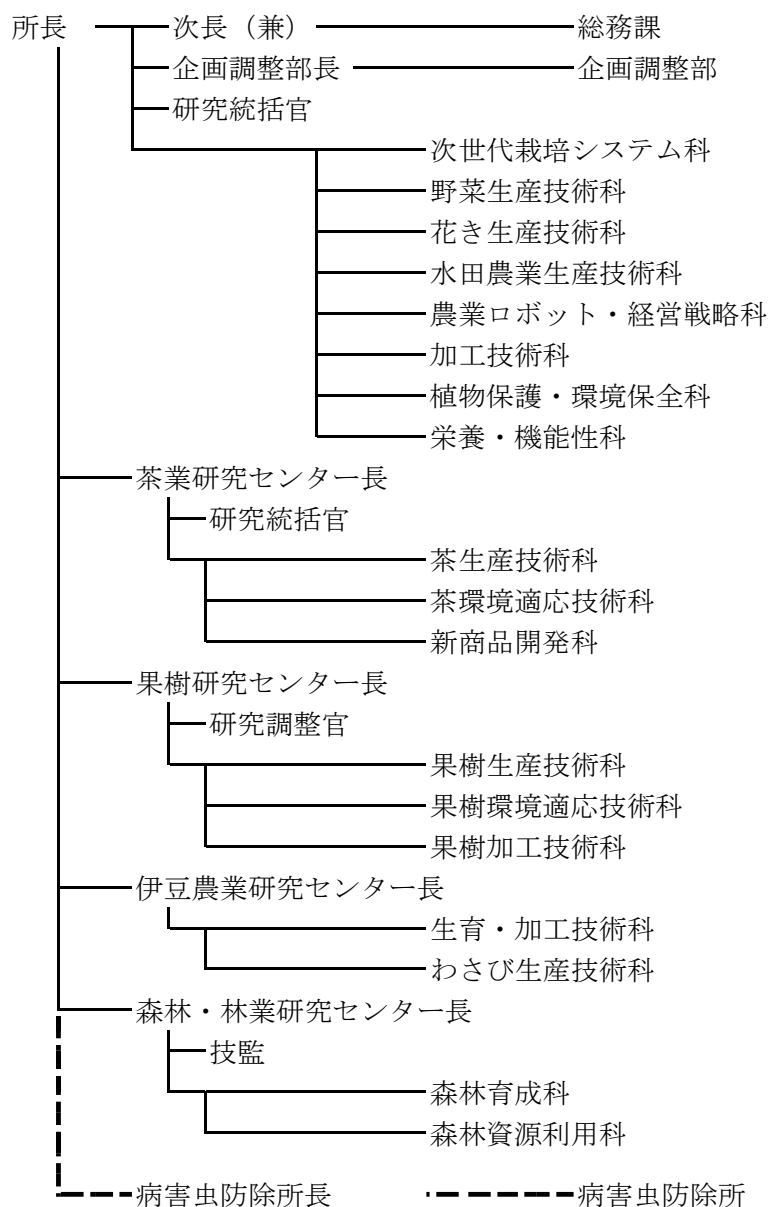 所長 次長（兼） 総務課
企画調整部長 企画調整部
研究統括官
次世代栽培システム科
野菜生産技術科
花き生産技術科
水田農業生産技術科
農業ロボット・経営戦略科
加工技術科
植物保護・環境保全科
栄養・機能性科
茶業研究センター長
研究統括官
茶生産技術科
茶環境適応技術科
新商品開発科
果樹研究センター長
研究調整官
果樹生産技術科
果樹環境適応技術科
果樹加工技術科
伊豆農業研究センター長
生育・加工技術科
わさび生産技術科
森林・林業研究センター長
技監
森林育成科
森林資源利用科
病害虫防除所長 病害虫防除所